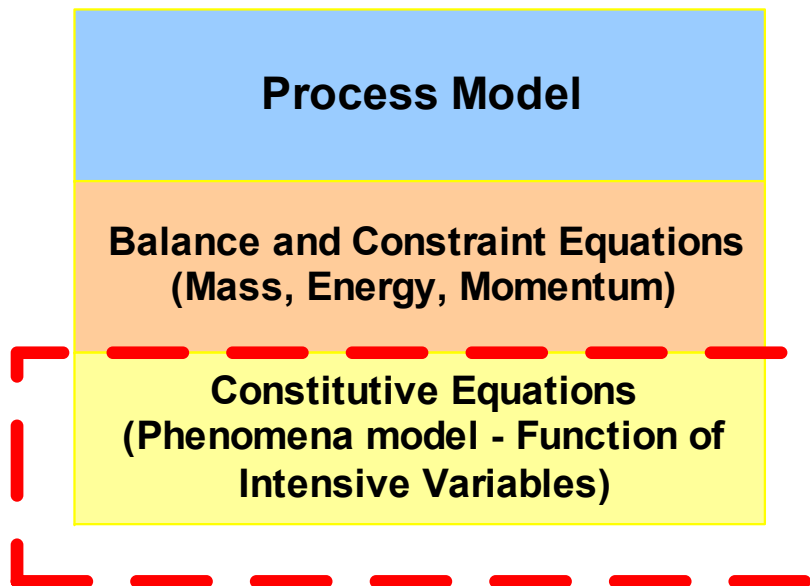 Process Model
Balance and Constraint Equations
(Mass, Energy, Momentum)
Constitutive Equations
(Phenomena model - Function of
Intensive Variables)